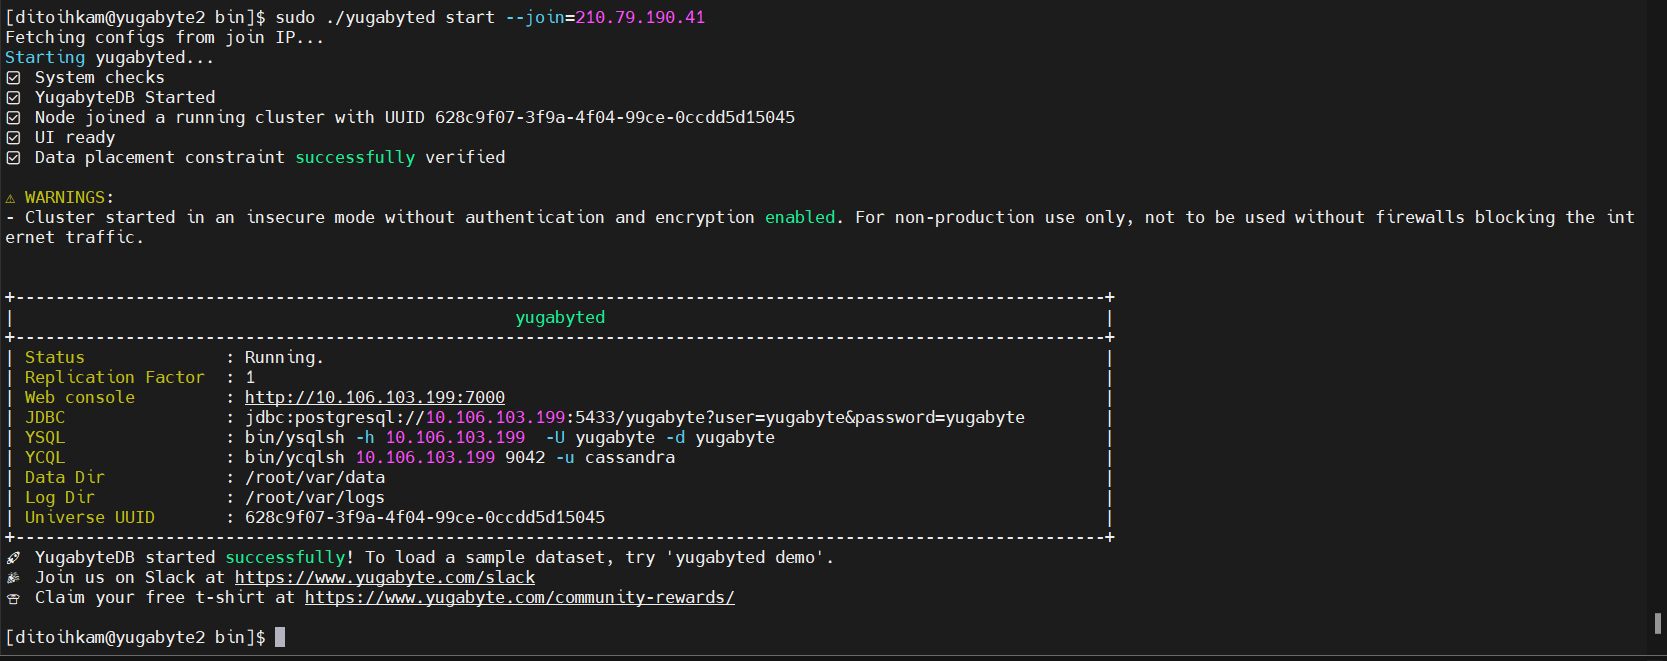 [ditoihkam@yugabyte2 bin]$ sudo ./yugabyted start --join=210.79.190.41
Fetching configs from join IP...
Starting yugabyted...
☑ System checks
☑ YugabyteDB Started
☑ Node joined a running cluster with UUID 628c9f07-3f9a-4f04-99ce-0ccdd5d15045
☑ UI ready
☑ Data placement constraint successfully verified
⚠ WARNINGS:
- Cluster started in an insecure mode without authentication and encryption enabled. For non-production use only, not to be used without firewalls blocking the int
ernet traffic.
+-------------------------------------------------------------------------------------------------------------+
| yugabyted |
+-------------------------------------------------------------------------------------------------------------+
| Status : Running. |
| Replication Factor : 1 |
| Web console : http://10.106.103.199:7000 |
| JDBC : jdbc:postgresql://10.106.103.199:5433/yugabyte?user=yugabyte&password=yugabyte |
| YSQL : bin/ysqlsh -h 10.106.103.199 -U yugabyte -d yugabyte |
| YCQL : bin/ycqlsh 10.106.103.199 9042 -u cassandra |
| Data Dir : /root/var/data |
| Log Dir : /root/var/logs |
| Universe UUID : 628c9f07-3f9a-4f04-99ce-0ccdd5d15045 |
+-------------------------------------------------------------------------------------------------------------+
🚀 YugabyteDB started successfully! To load a sample dataset, try 'yugabyted demo'.
🎉 Join us on Slack at https://www.yugabyte.com/slack
👕 Claim your free t-shirt at https://www.yugabyte.com/community-rewards/
[ditoihkam@yugabyte2 bin]$